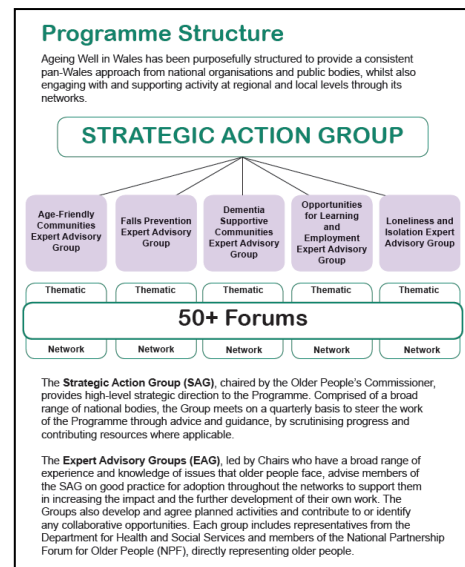 Programme Structure
Ageing Well in Wales has been purposefully structured to provide a consistent
pan-Wales approach from national organisations and public bodies, whilst also
engaging with and supporting activity at regional and local levels through its
networks.
STRATEGIC ACTION GROUP
Age-Friendly
Communities
Expert Advisory
Group
Falls Prevention
Expert Advisory
Group
Dementia
Supportive
Communities
Expert Advisory
Group
Opportunities
for Learning
and
Employment
Expert Advisory
Group
Loneliness and
Isolation Expert
Advisory Group
Thematic
Thematic
Thematic
Thematic
Thematic
50+ Forums
Network
Network
Network
Network
Network
The Strategic Action Group (SAG), chaired by the Older People's Commissioner,
provides high-level strategic direction to the Programme. Comprised of a broad
range of national bodies, the Group meets on a quarterly basis to steer the work
of the Programme through advice and guidance, by scrutinising progress and
contributing resources where applicable.
The Expert Advisory Groups (EAG), led by Chairs who have a broad range of
experience and knowledge of issues that older people face, advise members of
the SAG on good practice for adoption throughout the networks to support them
in increasing the impact and the further development of their own work. The
Groups also develop and agree planned activities and contribute to or identify
any collaborative opportunities. Each group includes representatives from the
Department for Health and Social Services and members of the National Partnership
Forum for Older People (NPF), directly representing older people.